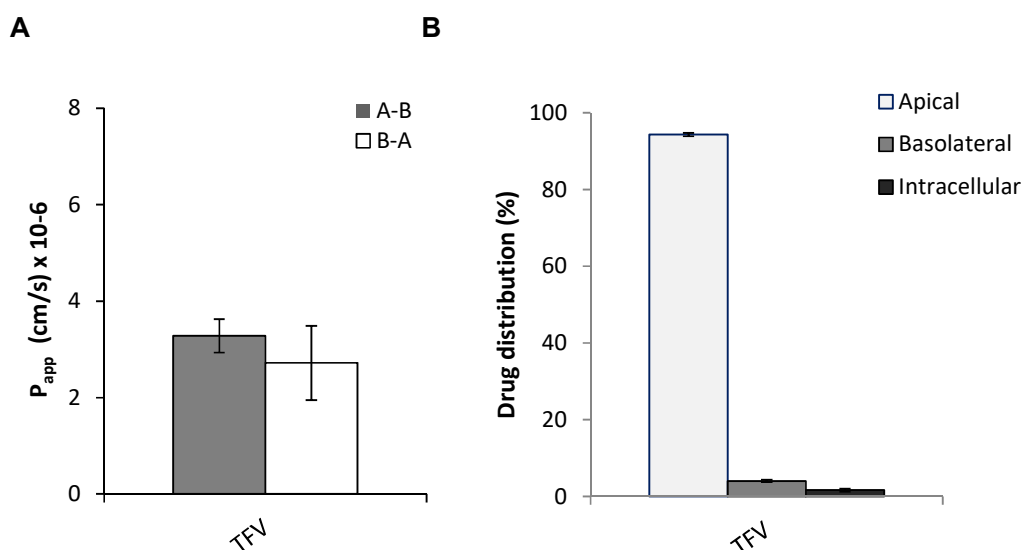 A
8
6
4
2
0
P_app (cm/s) x 10-6
A-B
B-A
TFV
B
100
80
60
40
20
0
Drug distribution (%)
Apical
Basolateral
Intracellular
TFV